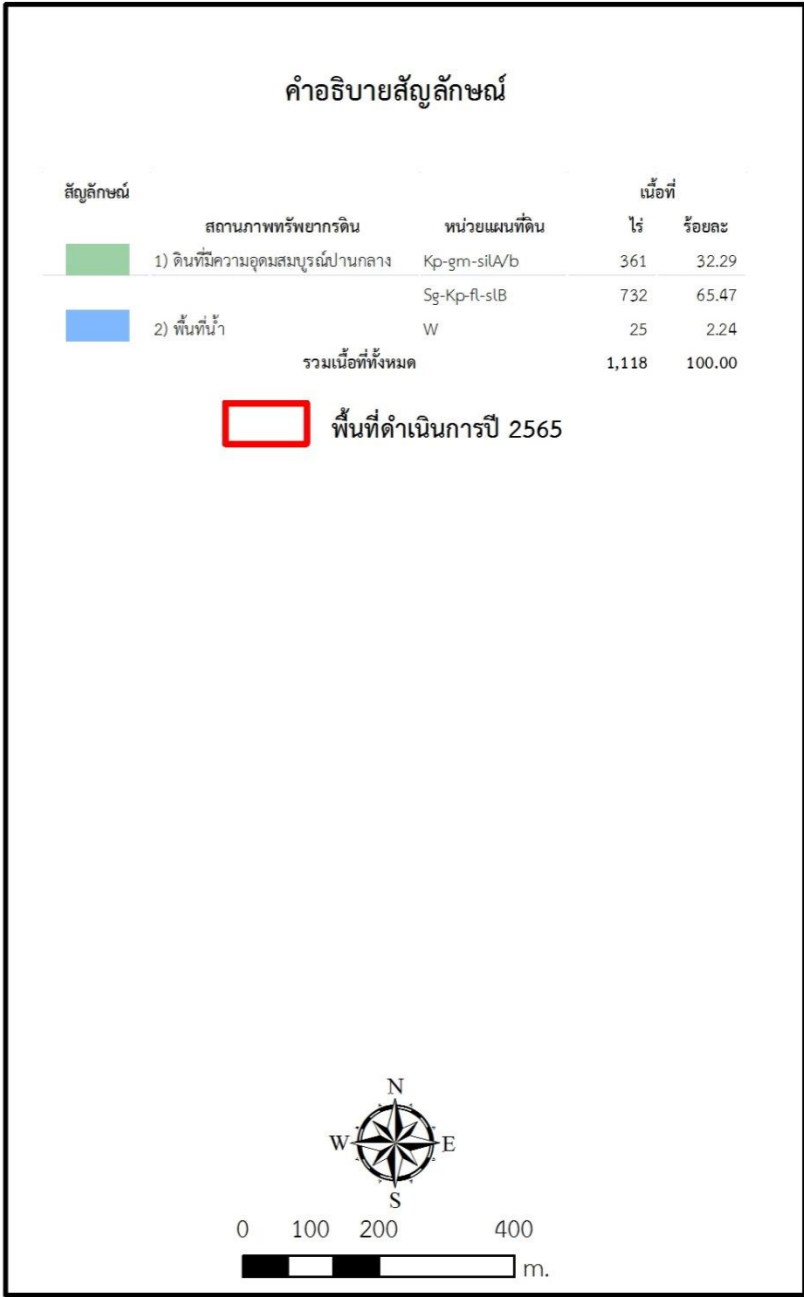 คำอธิบายสัญลักษณ์
สัญลักษณ์ เนื้อที่
สถานภาพทรัพยากรดิน หน่วยแผนที่ดิน ไร่ ร้อยละ
1) ดินที่มีความอุดมสมบูรณ์ปานกลาง Kp-gm-silA/b 361 32.29
Sg-Kp-fl-slB 732 65.47
2) พื้นที่น้ำ W 25 2.24
รวมเนื้อที่ทั้งหมด 1,118 100.00
พื้นที่ดำเนินการปี 2565
N
W E
S
0 100 200 400
m.